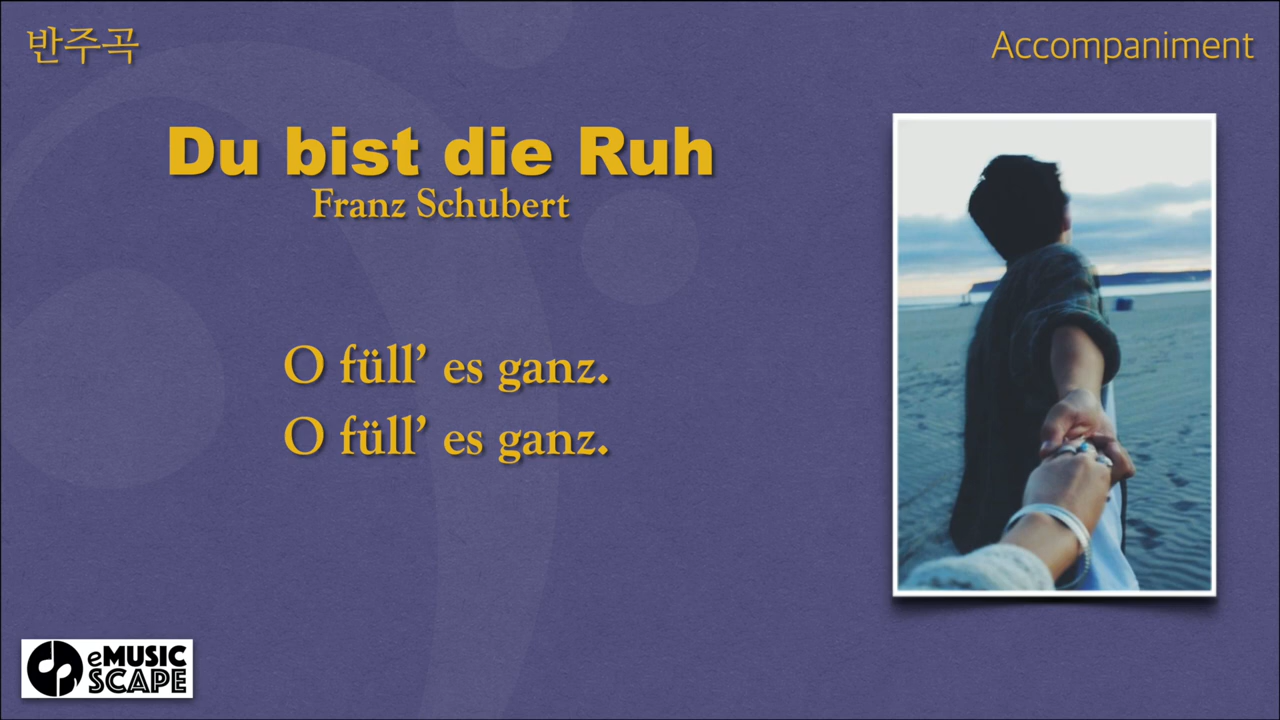 반주곡
Accompaniment
Du bist die Ruh
Franz Schubert
O füll’ es ganz.
O füll’ es ganz.
eMUSIC
SCAPE